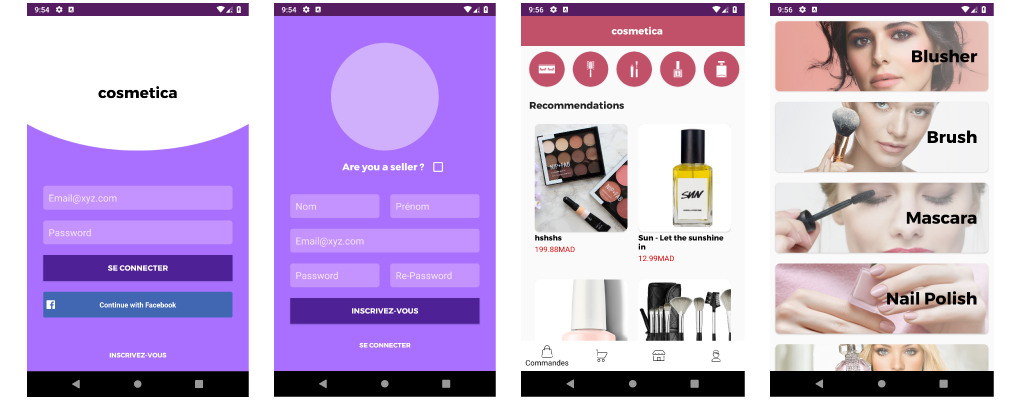 9:54
cosmetica
Email@xyz.com
Password
SE CONNECTER
Continue with Facebook
INSCRIVEZ-VOUS
9:54
Are you a seller ?
Nom
Prénom
Email@xyz.com
Password
Re-Password
INSCRIVEZ-VOUS
SE CONNECTER
9:56
cosmetica
Recommendations
SUN
hshshs
199.88MAD
Sun - Let the sunshine
in
12.99MAD
Commandes
9:56
Blusher
Brush
Mascara
Nail Polish